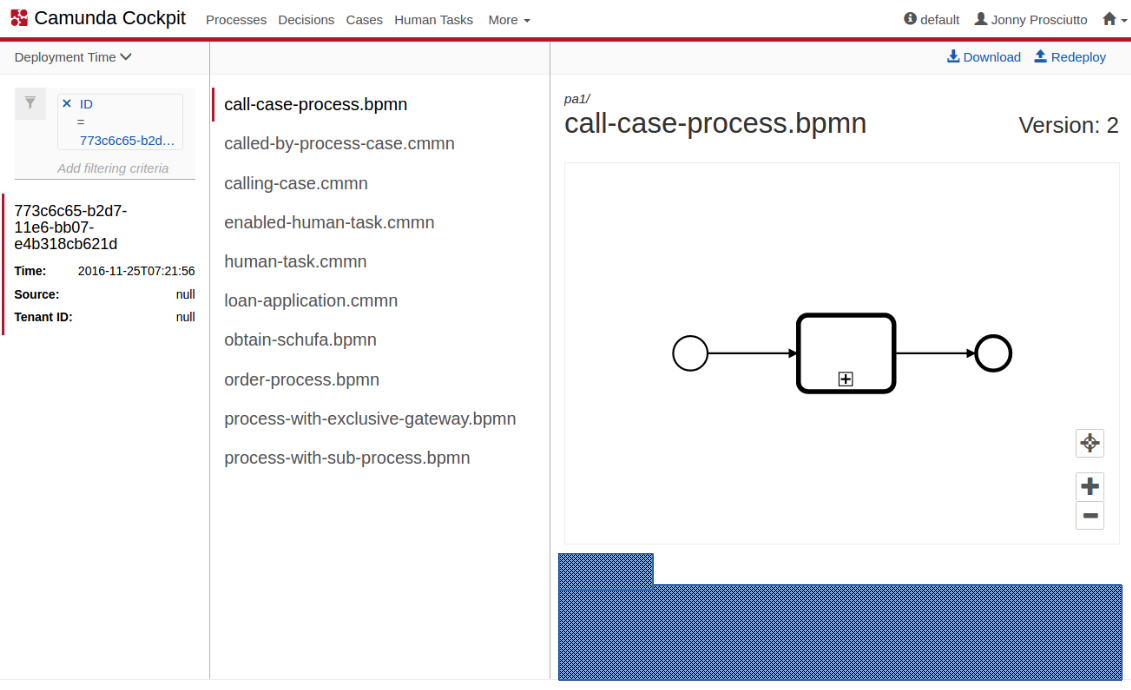 Camunda Cockpit Processes Decisions Cases Human Tasks More default Jonny Prosciutto
Deployment Time
Download Redeploy
ID
=
773c6c65-b2d...
Add filtering criteria
773c6c65-b2d7-
11e6-bb07-
e4b318cb621d
Time: 2016-11-25T07:21:56
Source: null
Tenant ID: null
call-case-process.bpmn
called-by-process-case.cmmn
calling-case.cmmn
enabled-human-task.cmmn
human-task.cmmn
loan-application.cmmn
obtain-schufa.bpmn
order-process.bpmn
process-with-exclusive-gateway.bpmn
process-with-sub-process.bpmn
pa1/
call-case-process.bpmn Version: 2